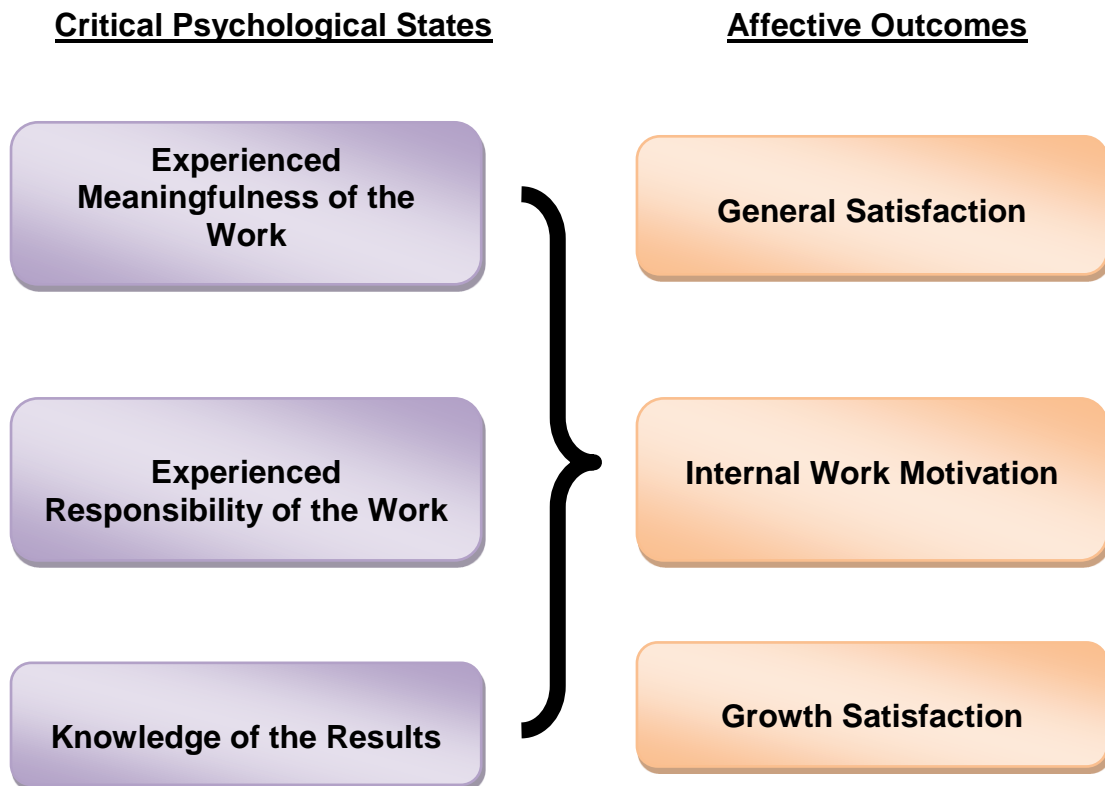 Critical Psychological States
Affective Outcomes
Experienced
Meaningfulness of the
Work
General Satisfaction
Experienced
Responsibility of the Work
Internal Work Motivation
Knowledge of the Results
Growth Satisfaction